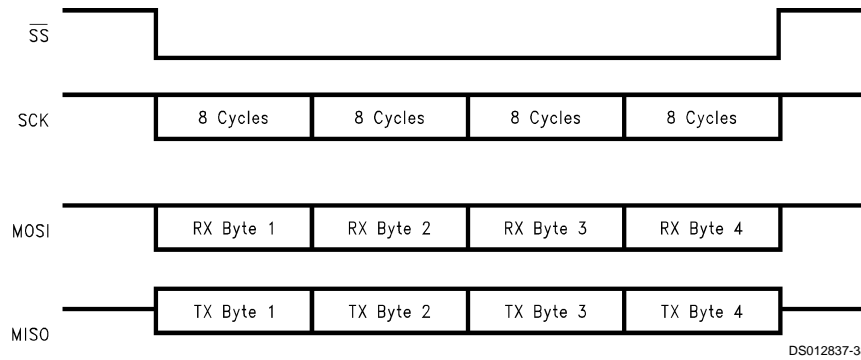 SS
SCK
8 Cycles 8 Cycles 8 Cycles 8 Cycles
MOSI
RX Byte 1 RX Byte 2 RX Byte 3 RX Byte 4
MISO
TX Byte 1 TX Byte 2 TX Byte 3 TX Byte 4
DS012837-3